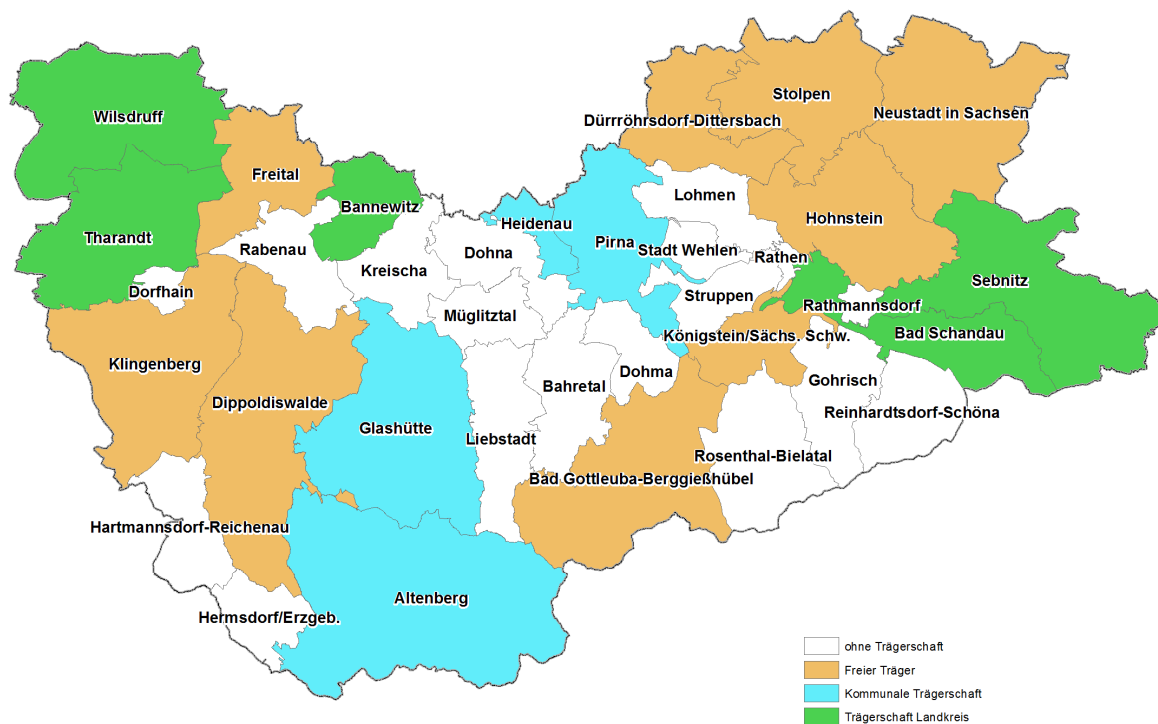 Stolpen
Neustadt in Sachsen
Wilsdruff
Dürrröhrsdorf-Dittersbach
Freital
Lohmen
Bannewitz
Hohnstein
Heidenau
Tharandt
Pirna
Rabenau
Dohna
Stadt Wehlen
Rathen
Kreischa
Sebnitz
Dorfhain
Struppen
Rathmannsdorf
Müglitztal
Königstein/Sächs. Schw.
Bad Schandau
Klingenberg
Dohma
Gohrisch
Bahretal
Dippoldiswalde
Reinhardtsdorf-Schöna
Glashütte
Liebstadt
Rosenthal-Bielatal
Bad Gottleuba-Berggießhübel
Hartmannsdorf-Reichenau
Altenberg
Hermsdorf/Erzgeb.
ohne Trägerschaft
Freier Träger
Kommunale Trägerschaft
Trägerschaft Landkreis